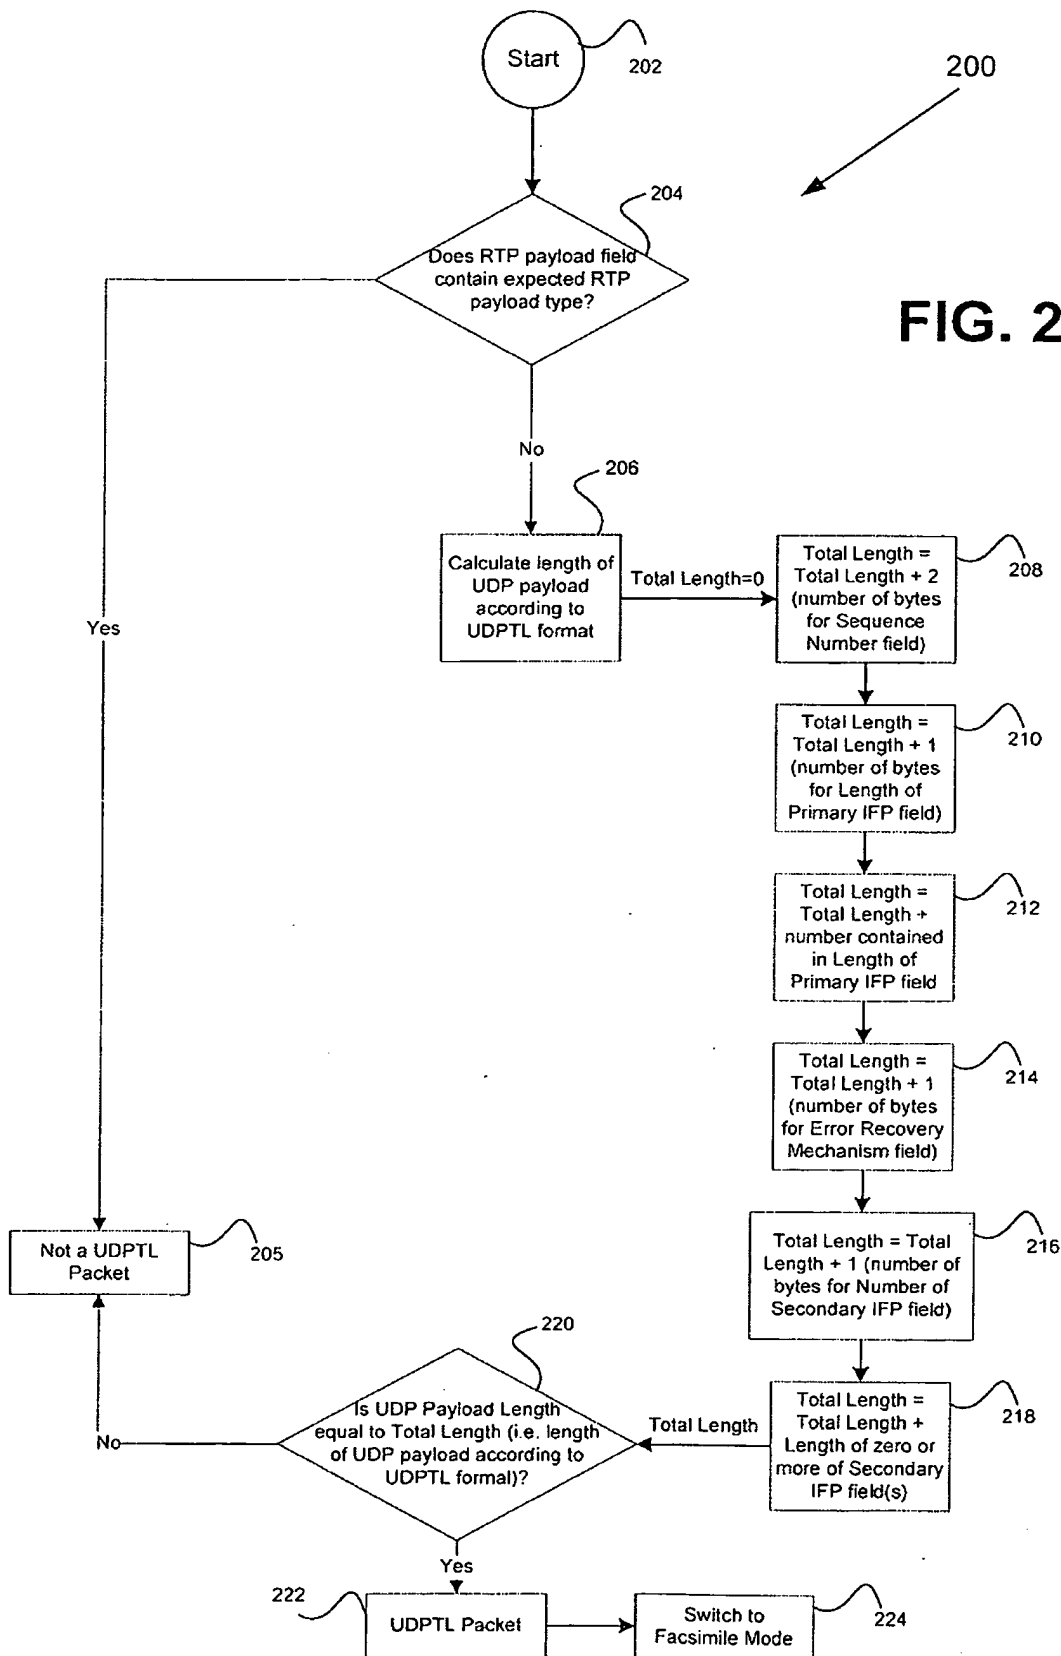 Start
202
200
204
Does RTP payload field
contain expected RTP
payload type?
FIG. 2
No
206
Calculate length of
UDP payload
according to
UDPTL format
Total Length=0
Total Length =
Total Length + 2
(number of bytes
for Sequence
Number field)
208
Yes
Total Length =
Total Length + 1
(number of bytes
for Length of
Primary IFP field)
210
Total Length =
Total Length +
number contained
in Length of
Primary IFP field
212
Total Length =
Total Length + 1
(number of bytes
for Error Recovery
Mechanism field)
214
Not a UDPTL
Packet
205
Total Length = Total
Length + 1 (number of
bytes for Number of
Secondary IFP field)
216
220
Is UDP Payload Length
equal to Total Length (i.e. length
of UDP payload according to
UDPTL formal)?
Total Length
Total Length =
Total Length +
Length of zero or
more of Secondary
IFP field(s)
218
No
Yes
222
UDPTL Packet
Switch to
Facsimile Mode
224